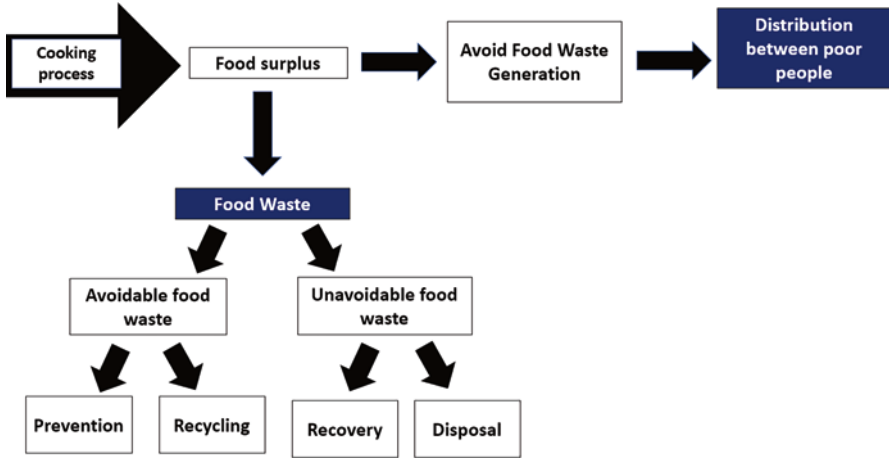 Cooking
process
Food surplus
Avoid Food Waste
Generation
Distribution
between poor
people
Food Waste
Avoidable food
waste
Unavoidable food
waste
Prevention
Recycling
Recovery
Disposal